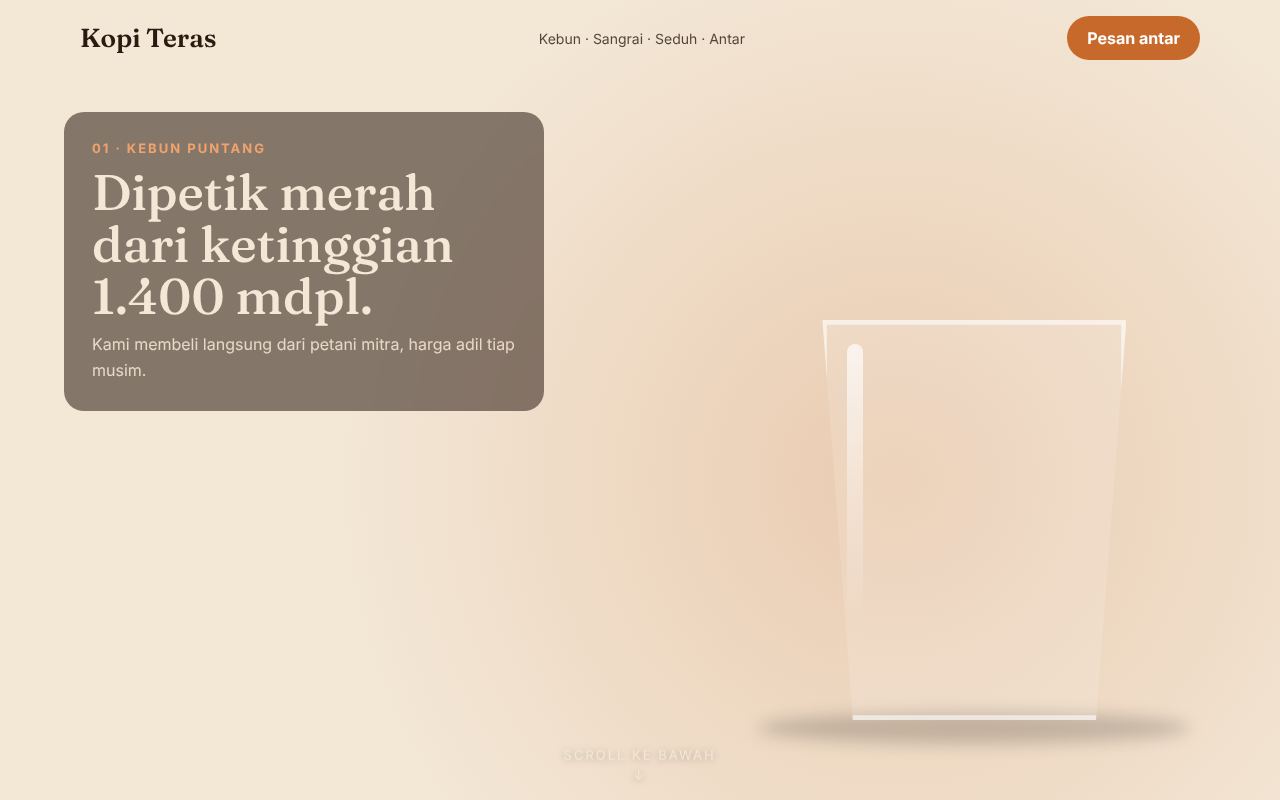 Kopi Teras
Kebun · Sangrai · Seduh · Antar
Pesan antar
01 · KEBUN PUNTANG
Dipetik merah
dari ketinggian
1.400 mdpl.
Kami membeli langsung dari petani mitra, harga adil tiap
musim.
SCROLL KE BAWAH
↓